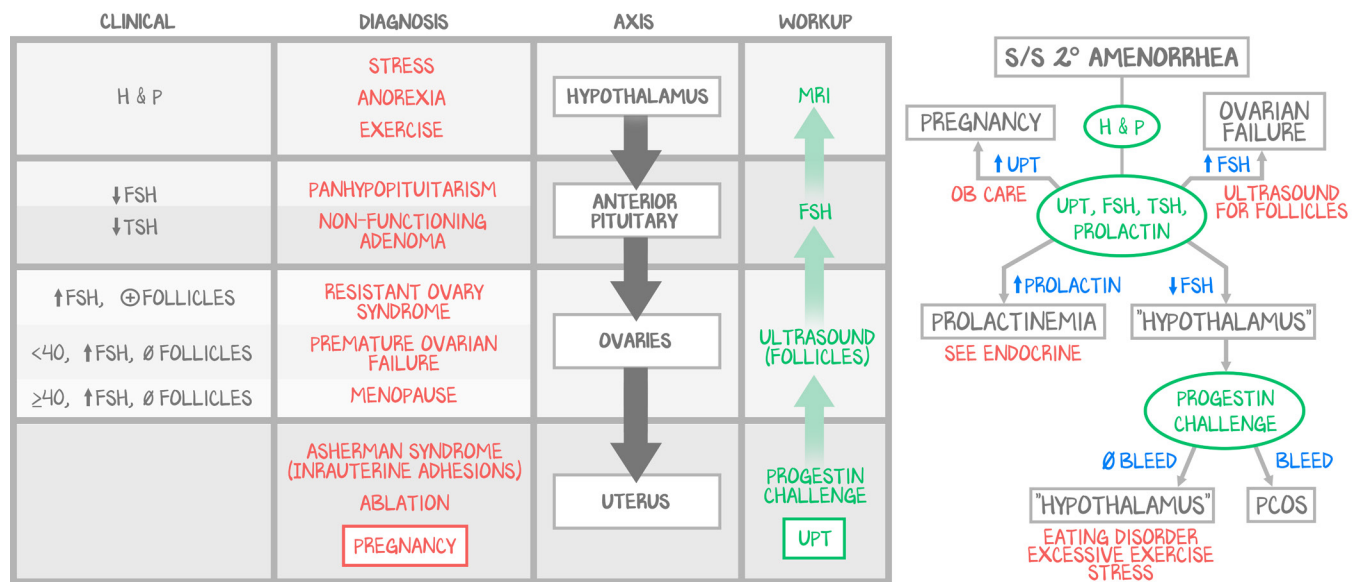 CLINICAL
DIAGNOSIS
AXIS
WORKUP
H & P
STRESS
ANOREXIA
EXERCISE
HYPOTHALAMUS
MRI
↓FSH
↓TSH
PANHYPOPITUITARISM
NON-FUNCTIONING
ADENOMA
ANTERIOR
PITUITARY
FSH
↑FSH, ⊕FOLLICLES
RESISTANT OVARY
SYNDROME
<40, ↑FSH, Ø FOLLICLES
PREMATURE OVARIAN
FAILURE
≥40, ↑FSH, Ø FOLLICLES
MENOPAUSE
OVARIES
ULTRASOUND
(FOLLICLES)
ASHERMAN SYNDROME
(INRAUTERINE ADHESIONS)
ABLATION
PREGNANCY
UTERUS
PROGESTIN
CHALLENGE
UPT
S/S 2° AMENORRHEA
H & P
PREGNANCY
↑UPT
OB CARE
OVARIAN
FAILURE
↑FSH
ULTRASOUND
FOR FOLLICLES
UPT, FSH, TSH,
PROLACTIN
↑PROLACTIN
PROLACTINEMIA
SEE ENDOCRINE
↓FSH
"HYPOTHALAMUS"
PROGESTIN
CHALLENGE
Ø BLEED
BLEED
"HYPOTHALAMUS"
EATING DISORDER
EXCESSIVE EXERCISE
STRESS
PCOS